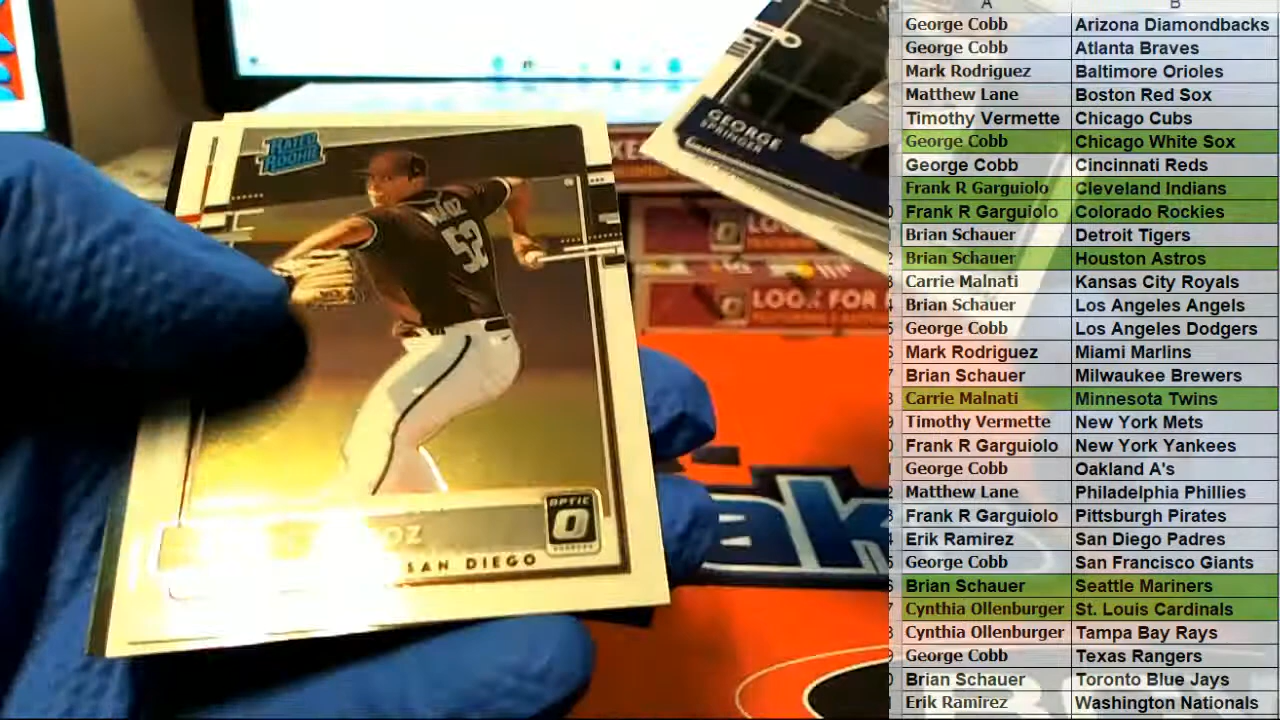 A B
George Cobb Arizona Diamondbacks
George Cobb Atlanta Braves
Mark Rodriguez Baltimore Orioles
Matthew Lane Boston Red Sox
Timothy Vermette Chicago Cubs
George Cobb Chicago White Sox
George Cobb Cincinnati Reds
Frank R Garguiolo Cleveland Indians
Frank R Garguiolo Colorado Rockies
Brian Schauer Detroit Tigers
Brian Schauer Houston Astros
Carrie Malnati Kansas City Royals
Brian Schauer Los Angeles Angels
George Cobb Los Angeles Dodgers
Mark Rodriguez Miami Marlins
Brian Schauer Milwaukee Brewers
Carrie Malnati Minnesota Twins
Timothy Vermette New York Mets
Frank R Garguiolo New York Yankees
George Cobb Oakland A's
Matthew Lane Philadelphia Phillies
Frank R Garguiolo Pittsburgh Pirates
Erik Ramirez San Diego Padres
George Cobb San Francisco Giants
Brian Schauer Seattle Mariners
Cynthia Ollenburger St. Louis Cardinals
Cynthia Ollenburger Tampa Bay Rays
George Cobb Texas Rangers
Brian Schauer Toronto Blue Jays
Erik Ramirez Washington Nationals
GEORGE
SPRINGER
RATED
ROOKIE
52
OPTIC
SAN DIEGO
LOOK FOR